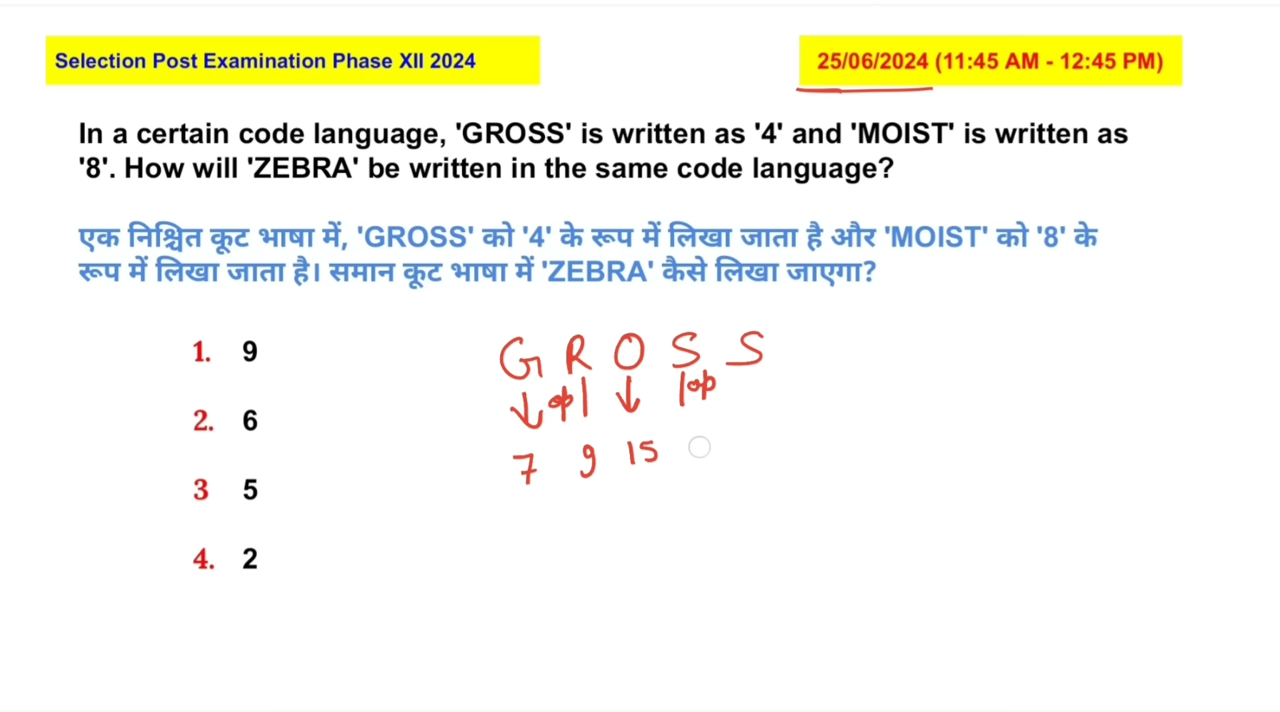 Selection Post Examination Phase XII 2024
25/06/2024 (11:45 AM - 12:45 PM)
In a certain code language, 'GROSS' is written as '4' and 'MOIST' is written as
'8'. How will 'ZEBRA' be written in the same code language?
एक निश्चित कूट भाषा में, 'GROSS' को '4' के रूप में लिखा जाता है और 'MOIST' को '8' के
रूप में लिखा जाता है। समान कूट भाषा में 'ZEBRA' कैसे लिखा जाएगा?
1. 9
2. 6
3 5
4. 2
G R O S S
op op
7 9 15